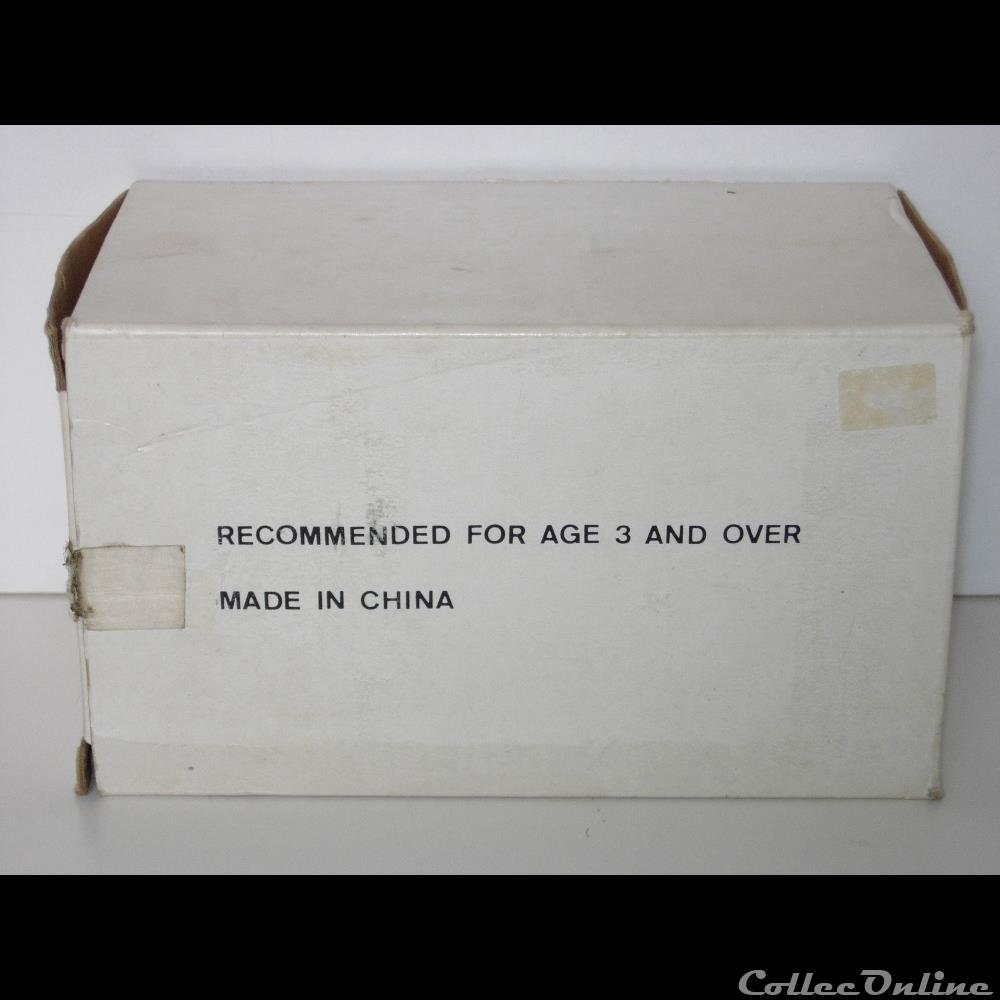 RECOMMENDED FOR AGE 3 AND OVER
MADE IN CHINA
CollecOnline